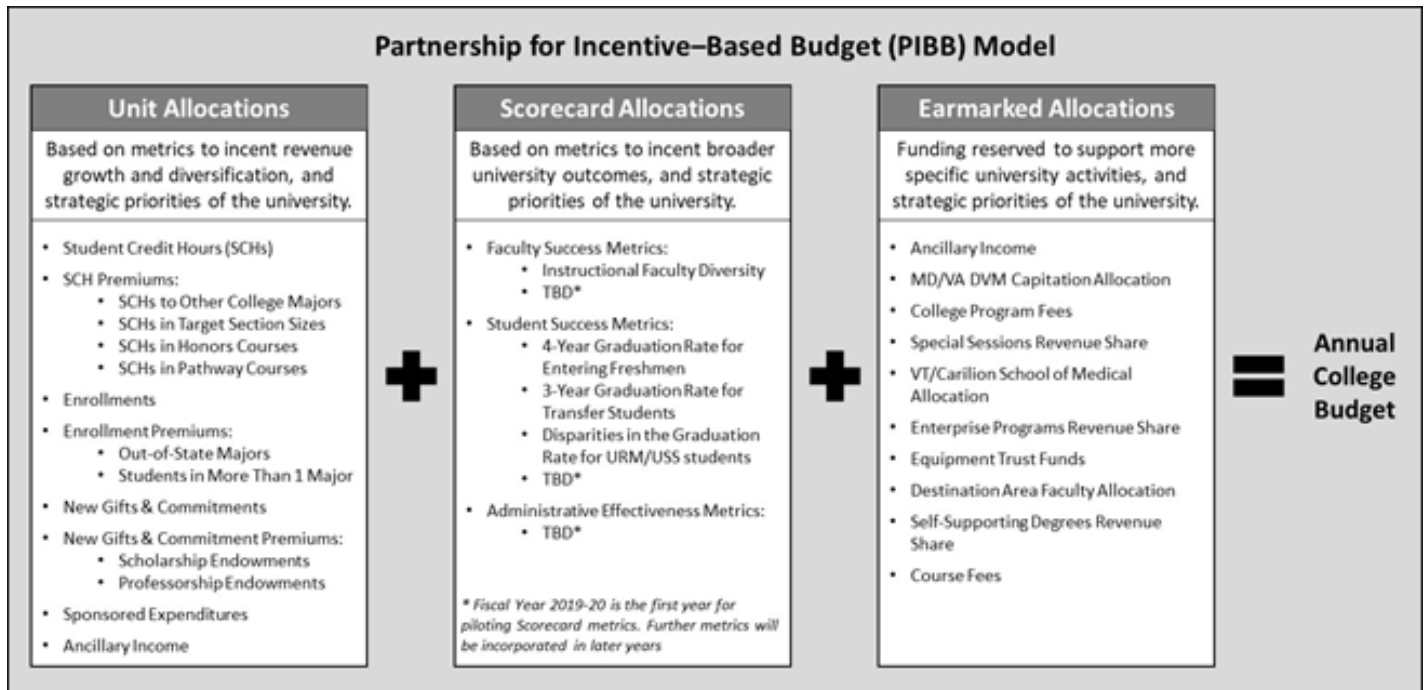 Partnership for Incentive–Based Budget (PIBB) Model
Unit Allocations
Based on metrics to incent revenue
growth and diversification, and
strategic priorities of the university.
• Student Credit Hours (SCHs)
• SCH Premiums:
• SCHs to Other College Majors
• SCHs in Target Section Sizes
• SCHs in Honors Courses
• SCHs in Pathway Courses
• Enrollments
• Enrollment Premiums:
• Out-of-State Majors
• Students in More Than 1 Major
• New Gifts & Commitments
• New Gifts & Commitment Premiums:
• Scholarship Endowments
• Professorship Endowments
• Sponsored Expenditures
• Ancillary Income
Scorecard Allocations
Based on metrics to incent broader
university outcomes, and strategic
priorities of the university.
• Faculty Success Metrics:
• Instructional Faculty Diversity
• TBD*
• Student Success Metrics:
• 4-Year Graduation Rate for
Entering Freshmen
• 3-Year Graduation Rate for
Transfer Students
• Disparities in the Graduation
Rate for URM/USS students
• TBD*
• Administrative Effectiveness Metrics:
• TBD*
* Fiscal Year 2019-20 is the first year for
piloting Scorecard metrics. Further metrics will
be incorporated in later years
Earmarked Allocations
Funding reserved to support more
specific university activities, and
strategic priorities of the university.
• Ancillary Income
• MD/VA DVM Capitation Allocation
• College Program Fees
• Special Sessions Revenue Share
• VT/Carilion School of Medical
Allocation
• Enterprise Programs Revenue Share
• Equipment Trust Funds
• Destination Area Faculty Allocation
• Self-Supporting Degrees Revenue
Share
• Course Fees
Annual
College
Budget